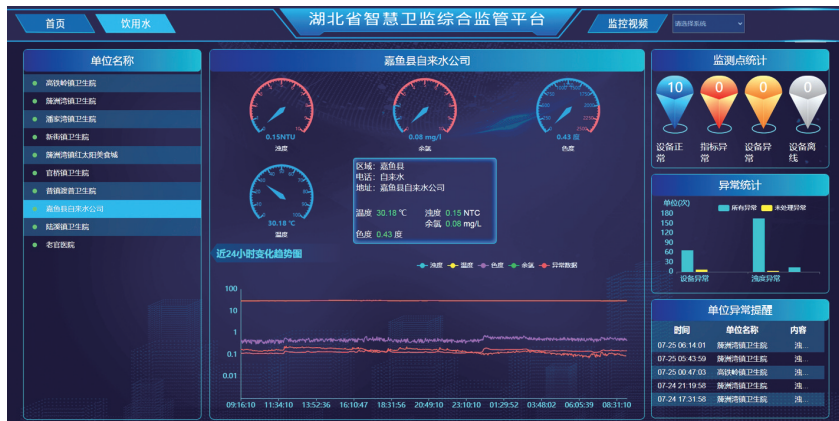 首页
饮用水
湖北省智慧卫监综合监管平台
监控视频
请选择系统
单位名称
高铁岭镇卫生院
簰洲湾镇卫生院
潘家湾镇卫生院
新街镇卫生院
簰洲湾镇红太阳美食城
官桥镇卫生院
普镇渡普卫生院
嘉鱼县自来水公司
陆溪镇卫生院
老官医院
嘉鱼县自来水公司
0.15NTU
浊度
0.08 mg/l
余氯
0.43 度
色度
30.18 °C
温度
区域: 嘉鱼县
电话: 自来水
地址: 嘉鱼县自来水公司
温度 30.18 ℃ 浊度 0.15 NTC
余氯 0.08 mg/L
色度 0.43 度
近24小时变化趋势图
浊度 温度 色度 余氯 异常数据
100
10
1
0.1
0.01
09:16:10 11:34:10 13:52:36 16:10:47 18:31:56 20:49:10 23:10:10 01:29:52 03:48:02 06:05:39 08:31:10
监测点统计
10 0 0 0
设备正常 指标异常 设备异常 设备离线
异常统计
单位(次)
所有异常 未处理异常
180
150
120
90
60
30
0
设备异常 浊度异常
单位异常提醒
时间 单位名称 内容
07-25 06:14:01 簰洲湾镇卫生院 浊...
07-25 05:43:59 簰洲湾镇卫生院 浊...
07-25 00:47:03 高铁岭镇卫生院 浊...
07-24 21:19:58 簰洲湾镇卫生院 浊...
07-24 17:31:58 簰洲湾镇卫生院 浊...